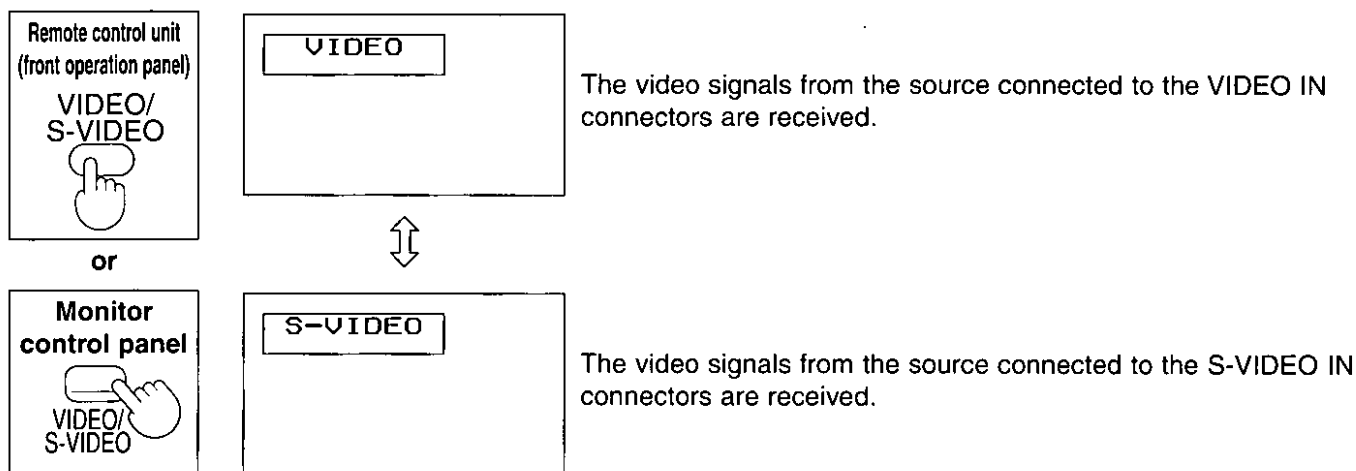 Remote control unit
(front operation panel)
VIDEO/
S-VIDEO
VIDEO
The video signals from the source connected to the VIDEO IN
connectors are received.
or
Monitor
control panel
VIDEO/
S-VIDEO
S-VIDEO
The video signals from the source connected to the S-VIDEO IN
connectors are received.